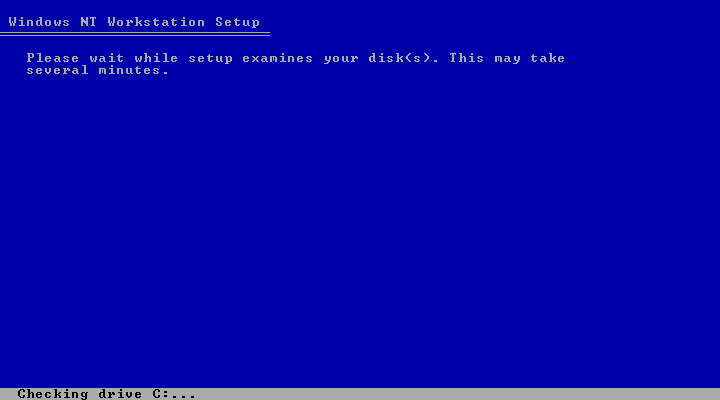 Windows NT Workstation Setup
Please wait while setup examines your disk(s). This may take
several minutes.
Checking drive C:...